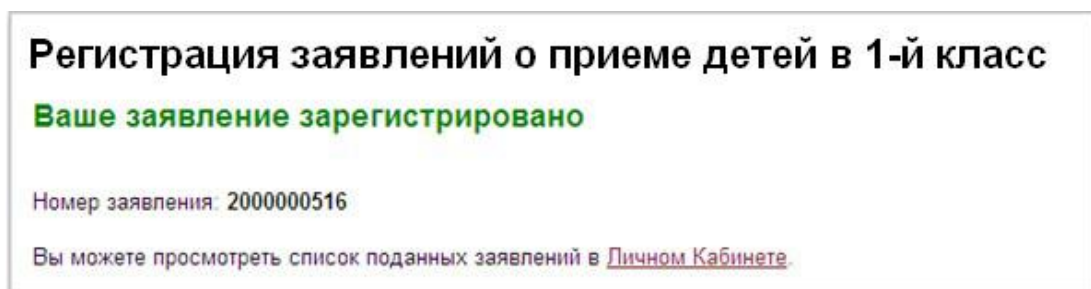 Регистрация заявлений о приеме детей в 1-й класс
Ваше заявление зарегистрировано
Номер заявления: 2000000516
Вы можете просмотреть список поданных заявлений в Личном Кабинете.